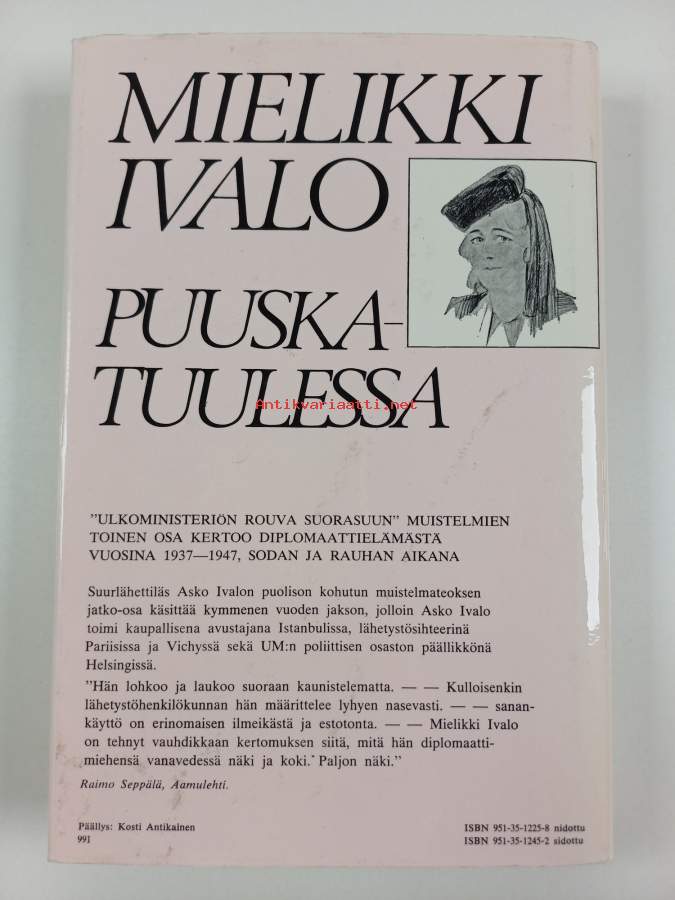 MIELIKKI
IVALO
PUUSKA-
TUULESSA
Antikvariaatti.net
"ULKOMINISTERIÖN ROUVA SUORASUUN" MUISTELMIEN
TOINEN OSA KERTOO DIPLOMAATTIELÄMÄSTÄ
VUOSINA 1937—1947, SODAN JA RAUHAN AIKANA
Suurlähettiläs Asko Ivalon puolison kohutun muistelmateoksen
jatko-osa käsittää kymmenen vuoden jakson, jolloin Asko Ivalo
toimi kaupallisena avustajana Istanbulissa, lähetystösihteerinä
Pariisissa ja Vichyssä sekä UM:n poliittisen osaston päällikkönä
Helsingissä.
"Hän lohkoo ja laukoo suoraan kaunistelematta. — — Kulloisenkin
lähetystöhenkilökunnan hän määrittelee lyhyen nasevasti. — — sanan-
käyttö on erinomaisen ilmeikästä ja estotonta. — — Mielikki Ivalo
on tehnyt vauhdikkaan kertomuksen siitä, mitä hän diplomaatti-
miehensä vanavedessä näki ja koki. Paljon näki."
Raimo Seppälä, Aamulehti.
Päällys: Kosti Antikainen
991
ISBN 951-35-1225-8 nidottu
ISBN 951-35-1245-2 sidottu